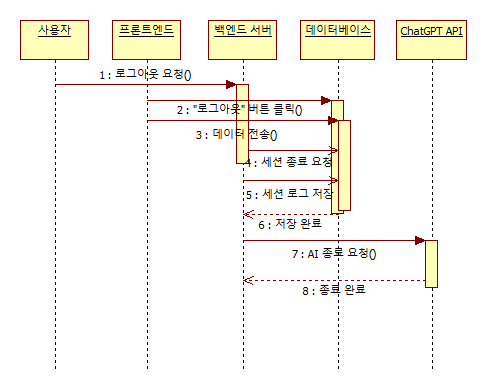 사용자
프론트엔드
백엔드 서버
데이터베이스
ChatGPT API
1 : 로그아웃 요청()
2 : "로그아웃" 버튼 클릭()
3 : 데이터 전송()
4 : 세션 종료 요청
5 : 세션 로그 저장
6 : 저장 완료
7 : AI 종료 요청()
8 : 종료 완료